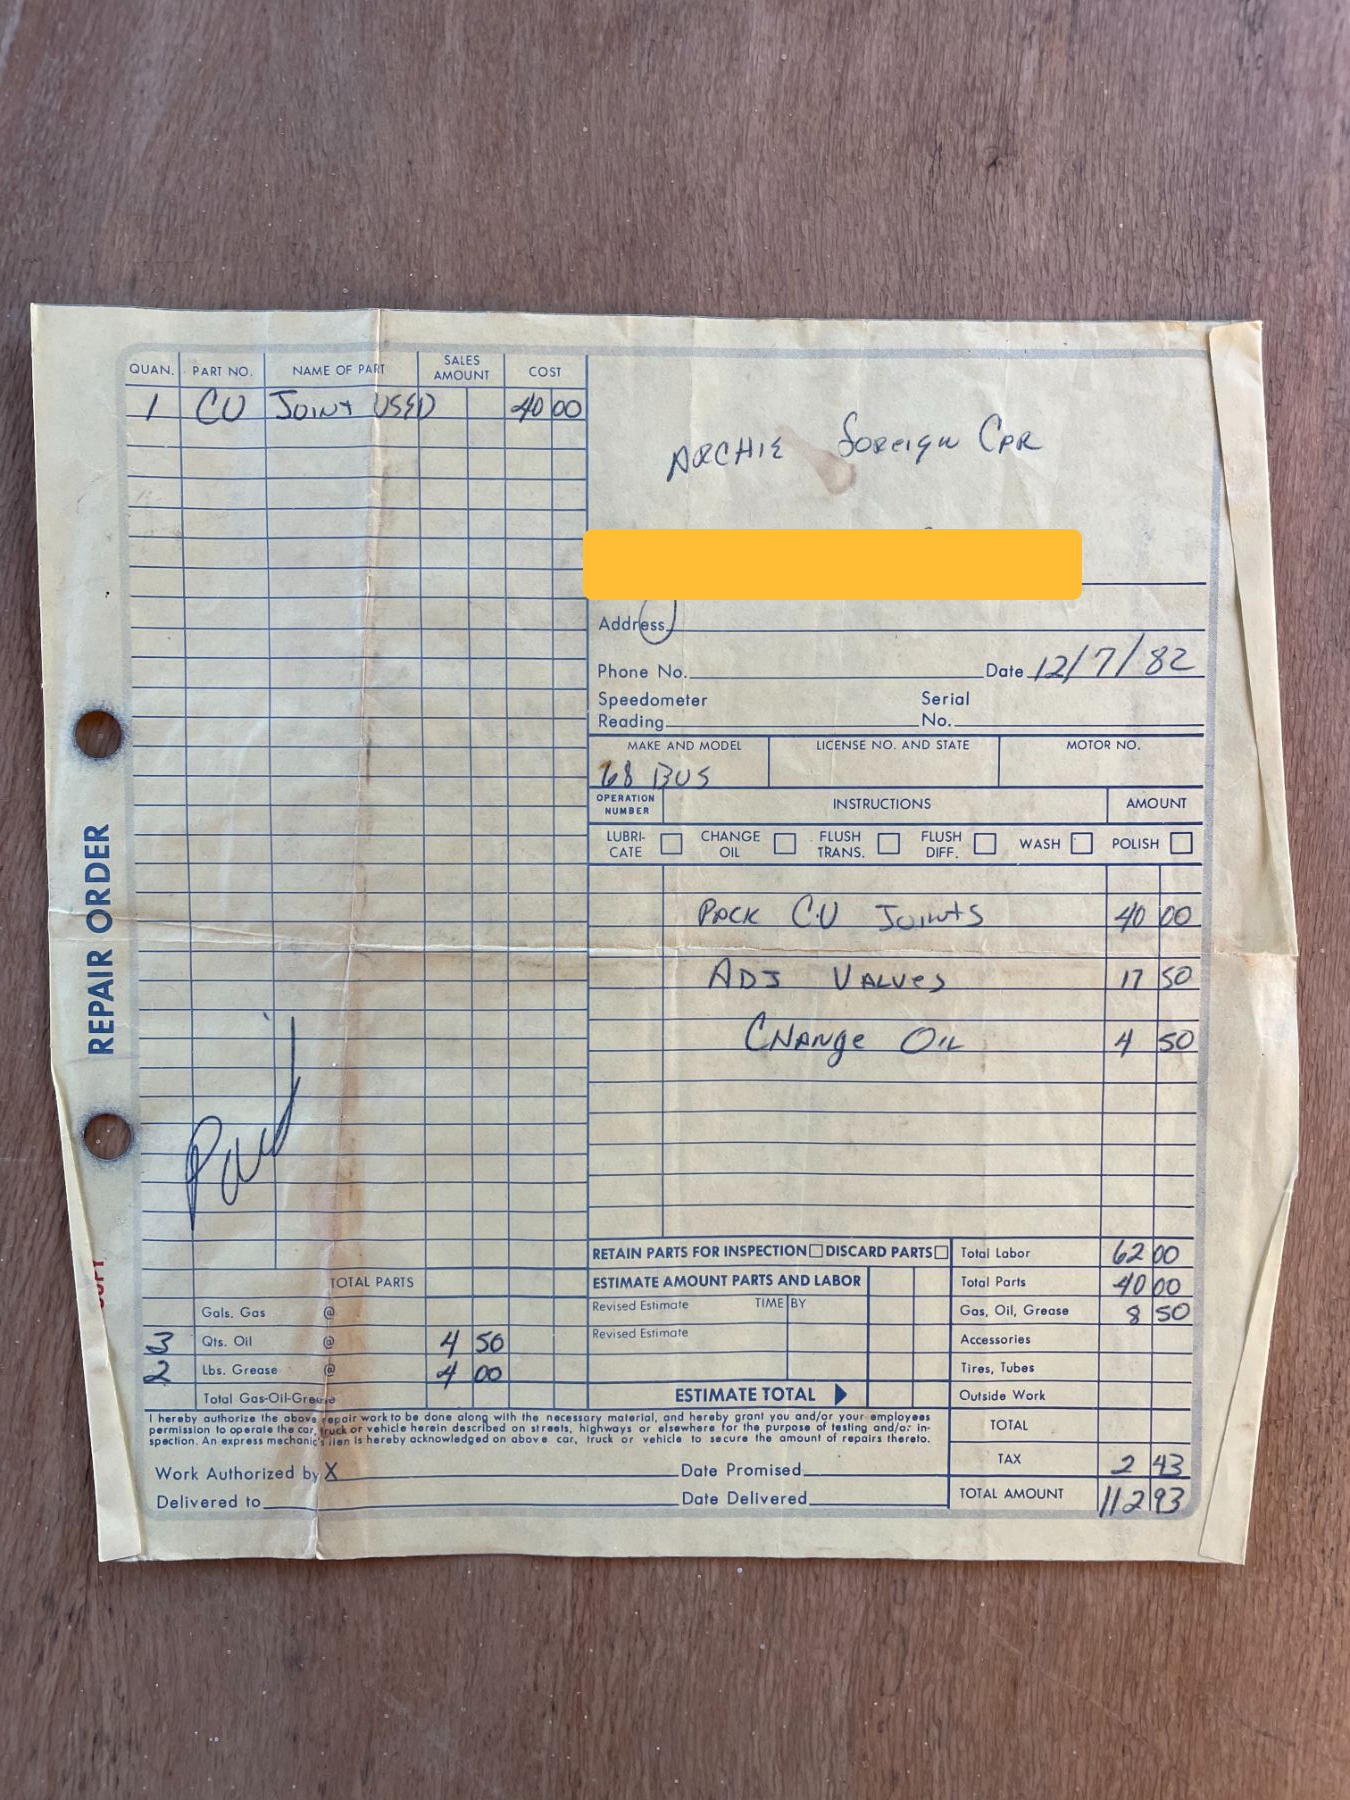 QUAN. PART NO. NAME OF PART SALES AMOUNT COST
1 CV JOINT USED 40 00
ARCHIE FOREIGN CAR
Address
Phone No. Date 12/7/82
Speedometer Reading Serial No.
MAKE AND MODEL LICENSE NO. AND STATE MOTOR NO.
68 BUS
OPERATION NUMBER INSTRUCTIONS AMOUNT
LUBRI-CATE CHANGE OIL FLUSH TRANS. FLUSH DIFF. WASH POLISH
PACK CV JOINTS 40 00
ADJ VALVES 17 50
CHANGE OIL 4 50
REPAIR ORDER
Paid
COPY
TOTAL PARTS
Gals. Gas @
3 Qts. Oil @ 4 50
2 Lbs. Grease @ 4 00
Total Gas-Oil-Grease
RETAIN PARTS FOR INSPECTION DISCARD PARTS
ESTIMATE AMOUNT PARTS AND LABOR
Revised Estimate TIME BY
Revised Estimate
ESTIMATE TOTAL
Total Labor 62 00
Total Parts 40 00
Gas, Oil, Grease 8 50
Accessories
Tires, Tubes
Outside Work
TOTAL
TAX 2 43
TOTAL AMOUNT 112 93
I hereby authorize the above repair work to be done along with the necessary material, and hereby grant you and/or your employees
permission to operate the car, truck or vehicle herein described on streets, highways or elsewhere for the purpose of testing and/or in-
spection. An express mechanic's lien is hereby acknowledged on above car, truck or vehicle to secure the amount of repairs thereto.
Work Authorized by X Date Promised
Delivered to Date Delivered